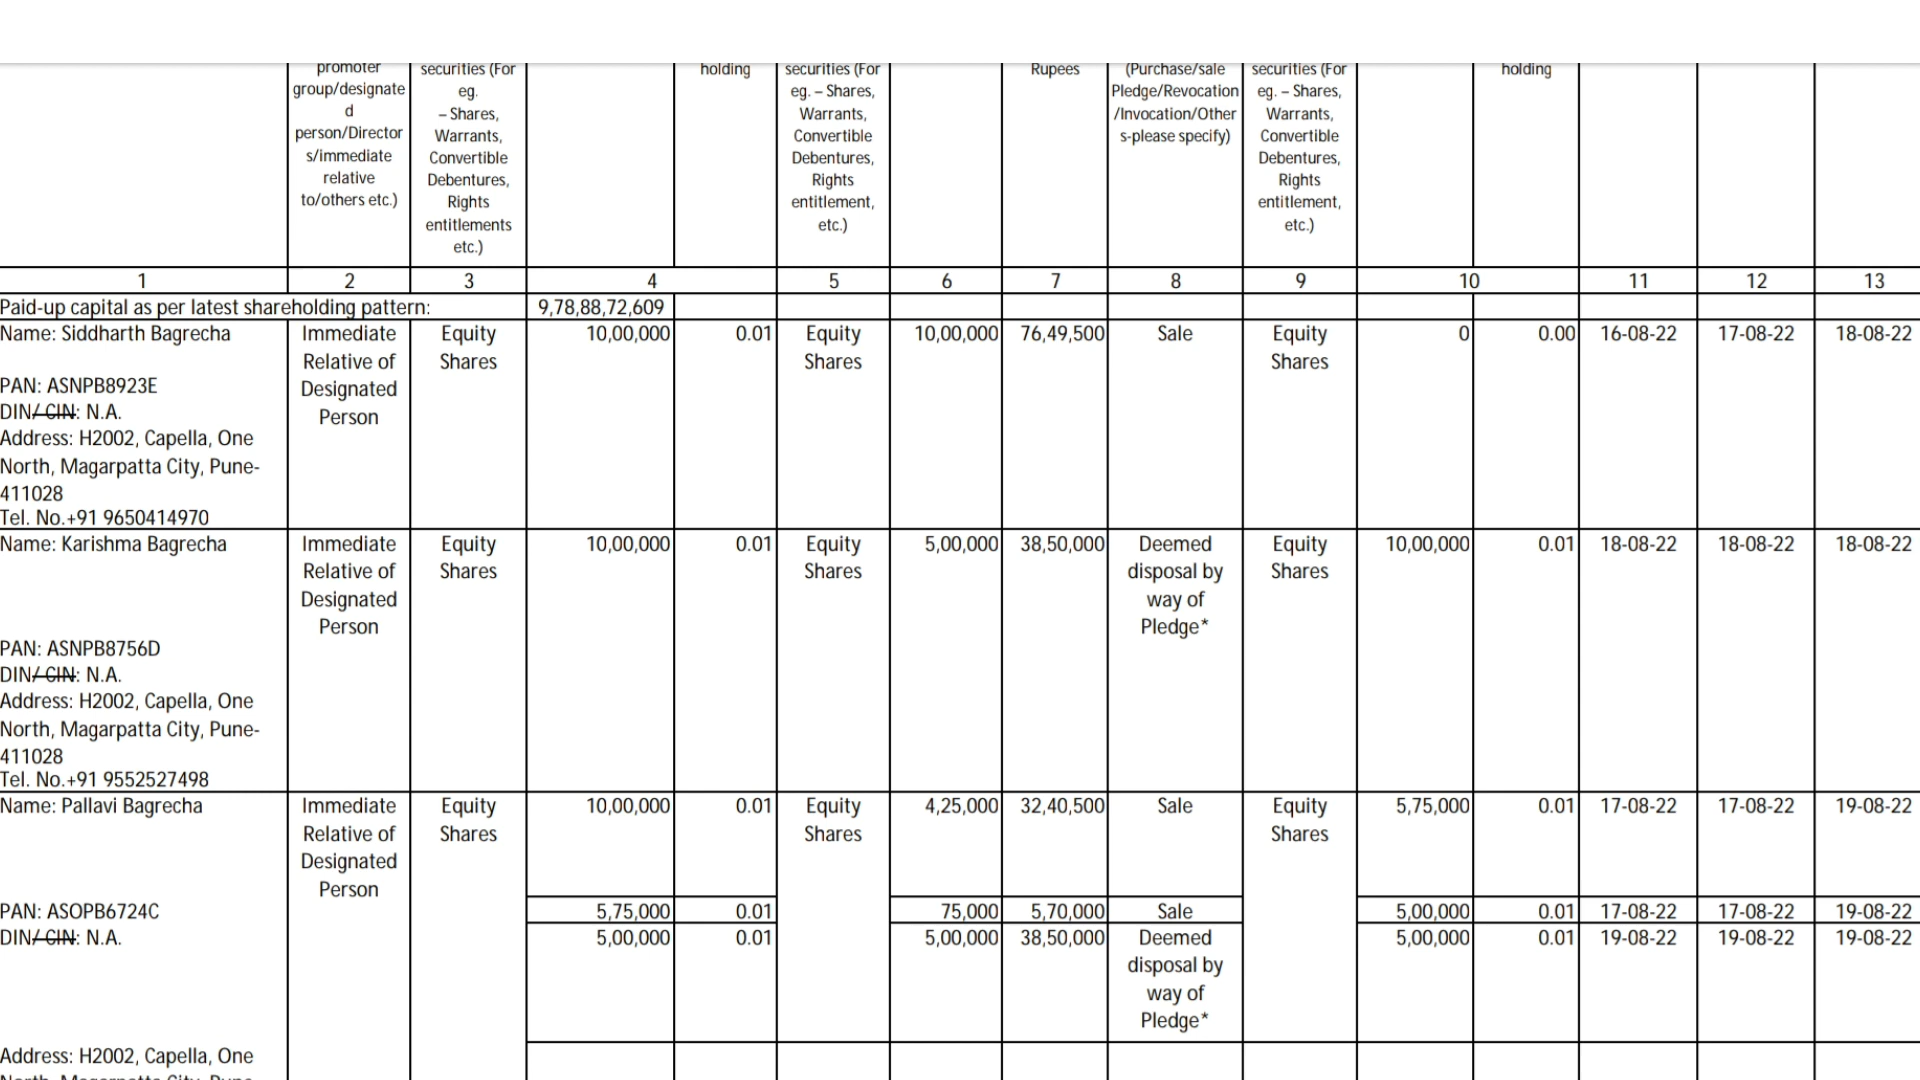 promoter
group/designate
d
person/Director
s/immediate
relative
to/others etc.)
securities (For
eg.
– Shares,
Warrants,
Convertible
Debentures,
Rights
entitlements
etc.)
holding
securities (For
eg. – Shares,
Warrants,
Convertible
Debentures,
Rights
entitlement,
etc.)
Rupees
(Purchase/sale
Pledge/Revocation
/Invocation/Other
s-please specify)
securities (For
eg. – Shares,
Warrants,
Convertible
Debentures,
Rights
entitlement,
etc.)
holding
1 2 3 4 5 6 7 8 9 10 11 12 13
Paid-up capital as per latest shareholding pattern: 9,78,88,72,609
Name: Siddharth Bagrecha Immediate Equity 10,00,000 0.01 Equity 10,00,000 76,49,500 Sale Equity 0 0.00 16-08-22 17-08-22 18-08-22
Relative of Shares Shares Shares
PAN: ASNPB8923E Designated
DIN/ CIN: N.A. Person
Address: H2002, Capella, One
North, Magarpatta City, Pune-
411028
Tel. No.+91 9650414970
Name: Karishma Bagrecha Immediate Equity 10,00,000 0.01 Equity 5,00,000 38,50,000 Deemed Equity 10,00,000 0.01 18-08-22 18-08-22 18-08-22
Relative of Shares Shares disposal by Shares
Designated way of
Person Pledge*
PAN: ASNPB8756D
DIN/ CIN: N.A.
Address: H2002, Capella, One
North, Magarpatta City, Pune-
411028
Tel. No.+91 9552527498
Name: Pallavi Bagrecha Immediate Equity 10,00,000 0.01 Equity 4,25,000 32,40,500 Sale Equity 5,75,000 0.01 17-08-22 17-08-22 19-08-22
Relative of Shares Shares Shares
Designated
Person
PAN: ASOPB6724C 5,75,000 0.01 75,000 5,70,000 Sale 5,00,000 0.01 17-08-22 17-08-22 19-08-22
DIN/ CIN: N.A. 5,00,000 0.01 5,00,000 38,50,000 Deemed 5,00,000 0.01 19-08-22 19-08-22 19-08-22
disposal by
way of
Pledge*
Address: H2002, Capella, One
North, Magarpatta City, Pune-